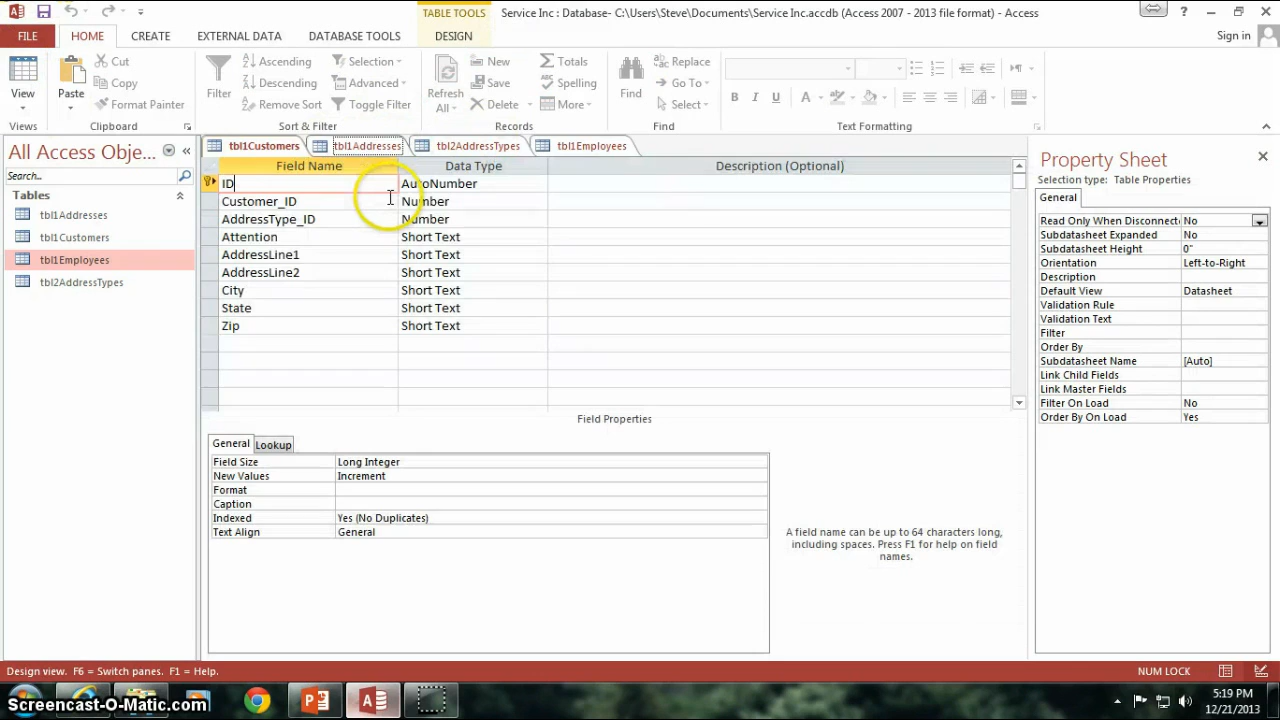 TABLE TOOLS
Service Inc : Database- C:\Users\Steve\Documents\Service Inc.accdb (Access 2007 - 2013 file format) - Access
FILE
HOME
CREATE
EXTERNAL DATA
DATABASE TOOLS
DESIGN
Sign in
View
Views
Paste
Cut
Copy
Format Painter
Clipboard
Filter
Ascending
Descending
Remove Sort
Selection
Advanced
Toggle Filter
Sort & Filter
Refresh
All
New
Save
Delete
Totals
Spelling
More
Records
Find
Replace
Go To
Select
Find
B I U
A
Text Formatting
All Access Obje...
Search...
Tables
tbl1Addresses
tbl1Customers
tbl1Employees
tbl2AddressTypes
tbl1Customers
tbl1Addresses
tbl2AddressTypes
tbl1Employees
Field Name Data Type Description (Optional)
ID AutoNumber
Customer_ID Number
AddressType_ID Number
Attention Short Text
AddressLine1 Short Text
AddressLine2 Short Text
City Short Text
State Short Text
Zip Short Text
Field Properties
General Lookup
Field Size Long Integer
New Values Increment
Format
Caption
Indexed Yes (No Duplicates)
Text Align General
A field name can be up to 64 characters long,
including spaces. Press F1 for help on field
names.
Property Sheet
Selection type: Table Properties
General
Read Only When Disconnecte No
Subdatasheet Expanded No
Subdatasheet Height 0"
Orientation Left-to-Right
Description
Default View Datasheet
Validation Rule
Validation Text
Filter
Order By
Subdatasheet Name [Auto]
Link Child Fields
Link Master Fields
Filter On Load No
Order By On Load Yes
Design view. F6 = Switch panes. F1 = Help.
NUM LOCK
Screencast-O-Matic.com
5:19 PM
12/21/2013